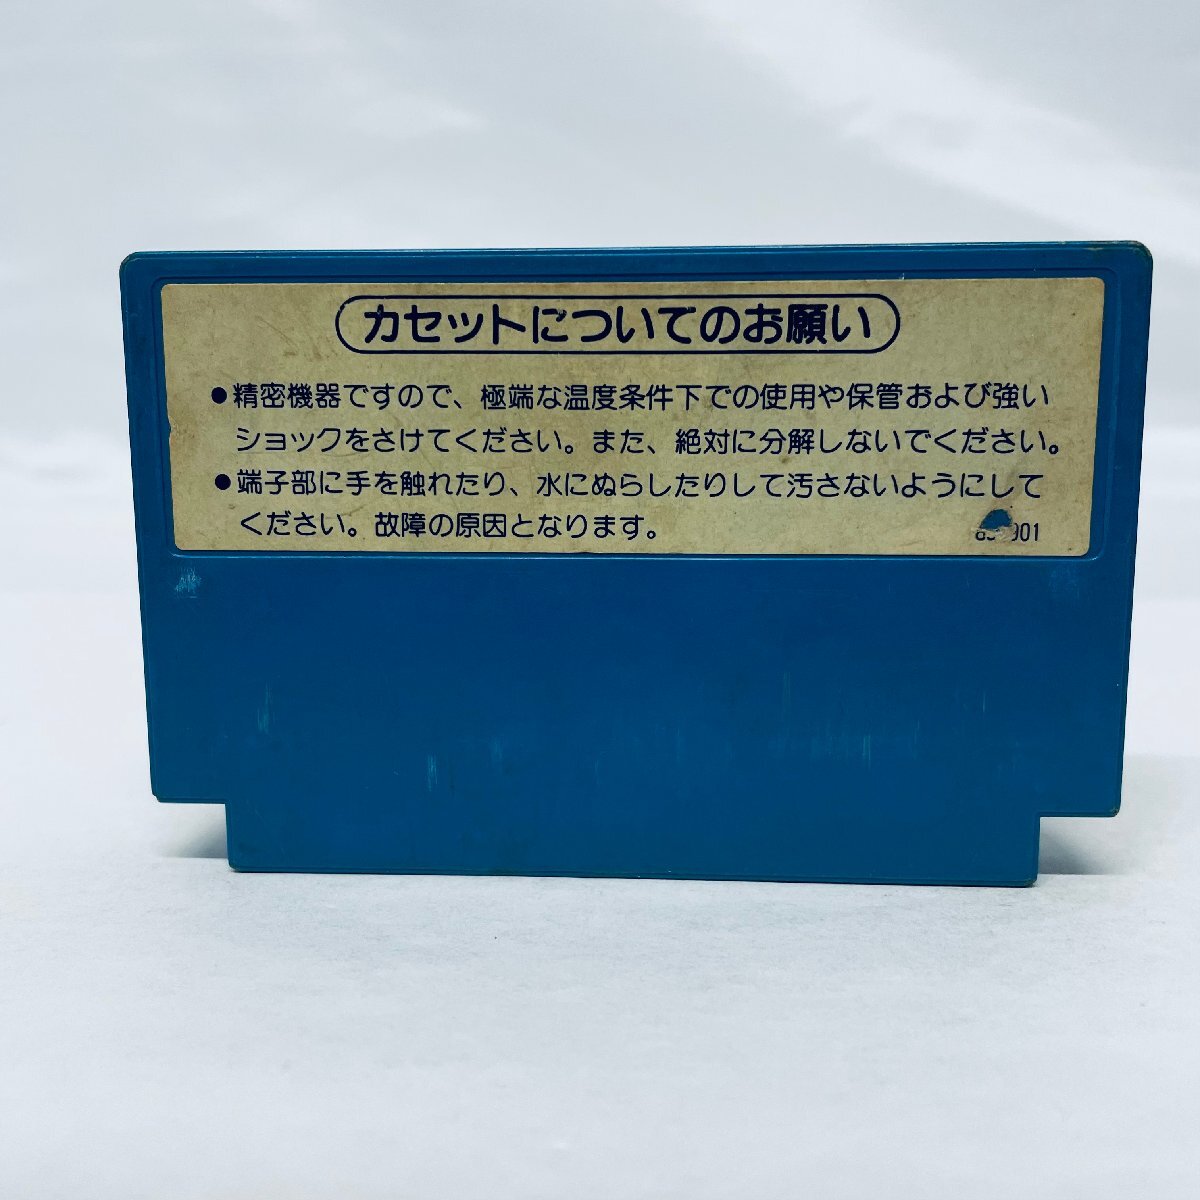 カセットについてのお願い
●精密機器ですので、極端な温度条件下での使用や保管および強い
ショックをさけてください。また、絶対に分解しないでください。
●端子部に手を触れたり、水にぬらしたりして汚さないようにして
ください。故障の原因となります。